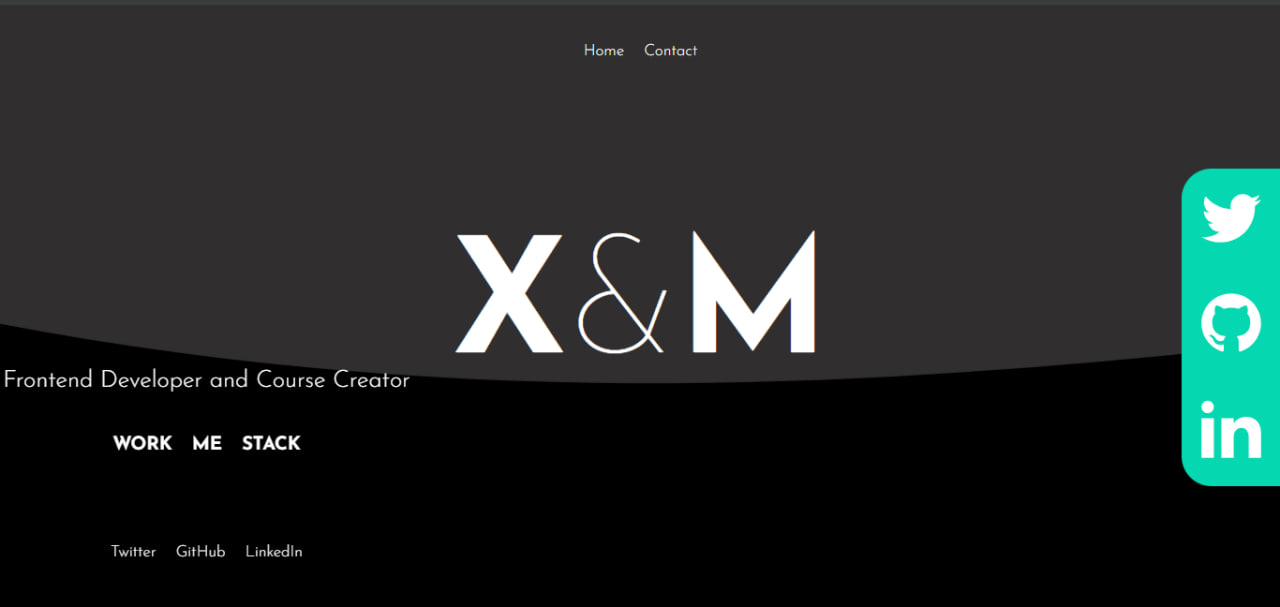 Home Contact
X & M
Frontend Developer and Course Creator
WORK ME STACK
Twitter GitHub LinkedIn
in